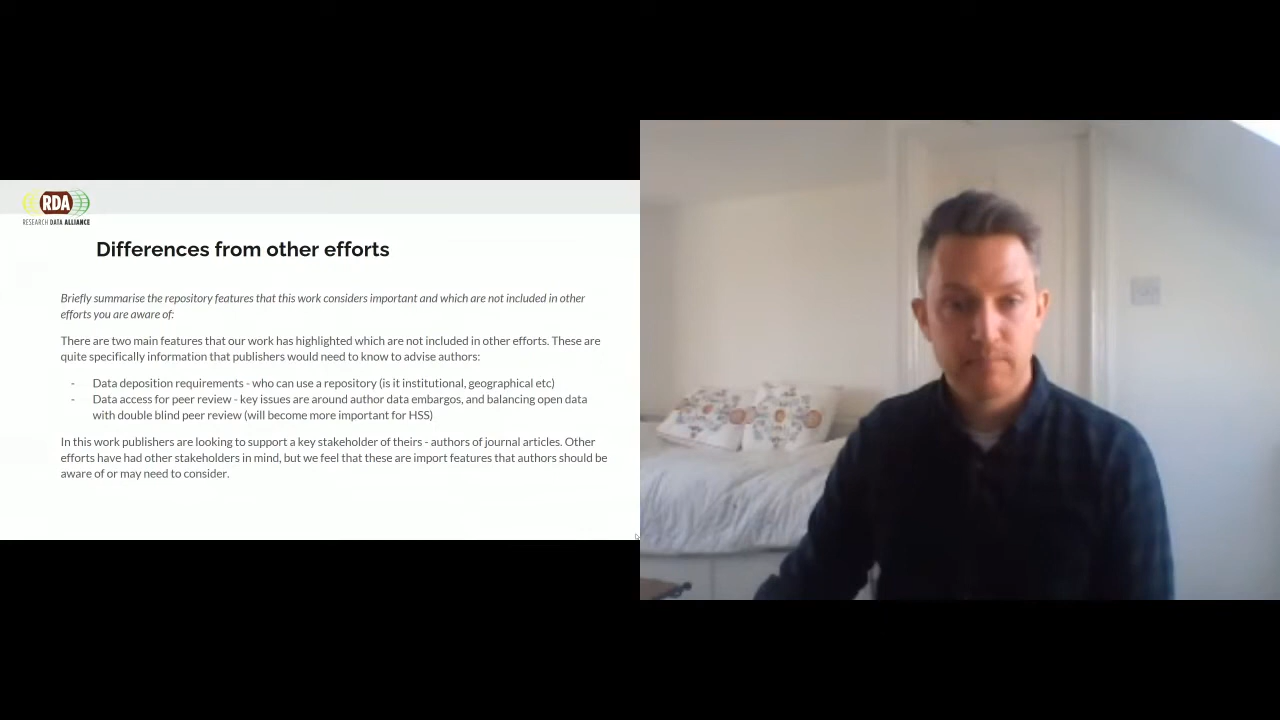 RDA
RESEARCH DATA ALLIANCE
Differences from other efforts
Briefly summarise the repository features that this work considers important and which are not included in other
efforts you are aware of:
There are two main features that our work has highlighted which are not included in other efforts. These are
quite specifically information that publishers would need to know to advise authors:
- Data deposition requirements - who can use a repository (is it institutional, geographical etc)
- Data access for peer review - key issues are around author data embargos, and balancing open data
with double blind peer review (will become more important for HSS)
In this work publishers are looking to support a key stakeholder of theirs - authors of journal articles. Other
efforts have had other stakeholders in mind, but we feel that these are import features that authors should be
aware of or may need to consider.